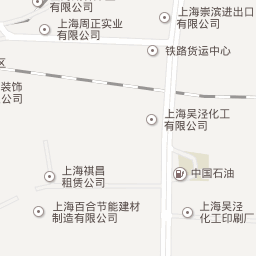 有限公司
上海周正实业
有限公司
上海崇滨进出口
有限公司
铁路货运中心
区
装饰
公司
上海吴泾化工
有限公司
上海祺昌
租赁公司
中国石油
上海百合节能建材
制造有限公司
上海吴泾
化工印刷厂